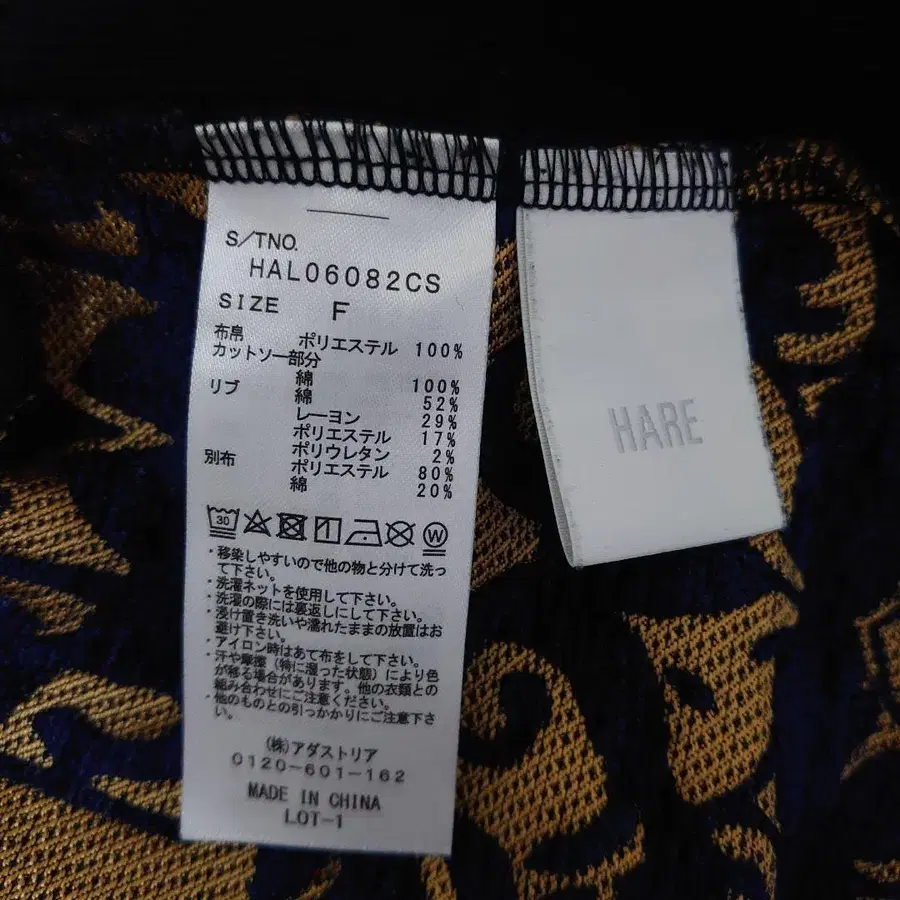 S/TNO.
HAL06082CS
SIZE F
布帛 ポリエステル 100%
カットソー部分
綿 100%
リブ 綿 52%
レーヨン 29%
ポリエステル 17%
ポリウレタン 2%
別布 ポリエステル 80%
綿 20%
30
W
・移染しやすいので他の物と分けて洗っ
て下さい。
・洗濯ネットを使用して下さい。
・洗濯の際には裏返しにして下さい。
・浸け置き洗いや濡れたままの放置はお
避け下さい。
・アイロン時はあて布をして下さい。
・汗や摩擦（特に湿った状態）により色
が移る場合があります。他の衣類との
組み合わせにご注意ください。
・他のものとの引っかかりにご注意下さ
い。
(株)アダストリア
0120-601-162
MADE IN CHINA
LOT-1
HARE